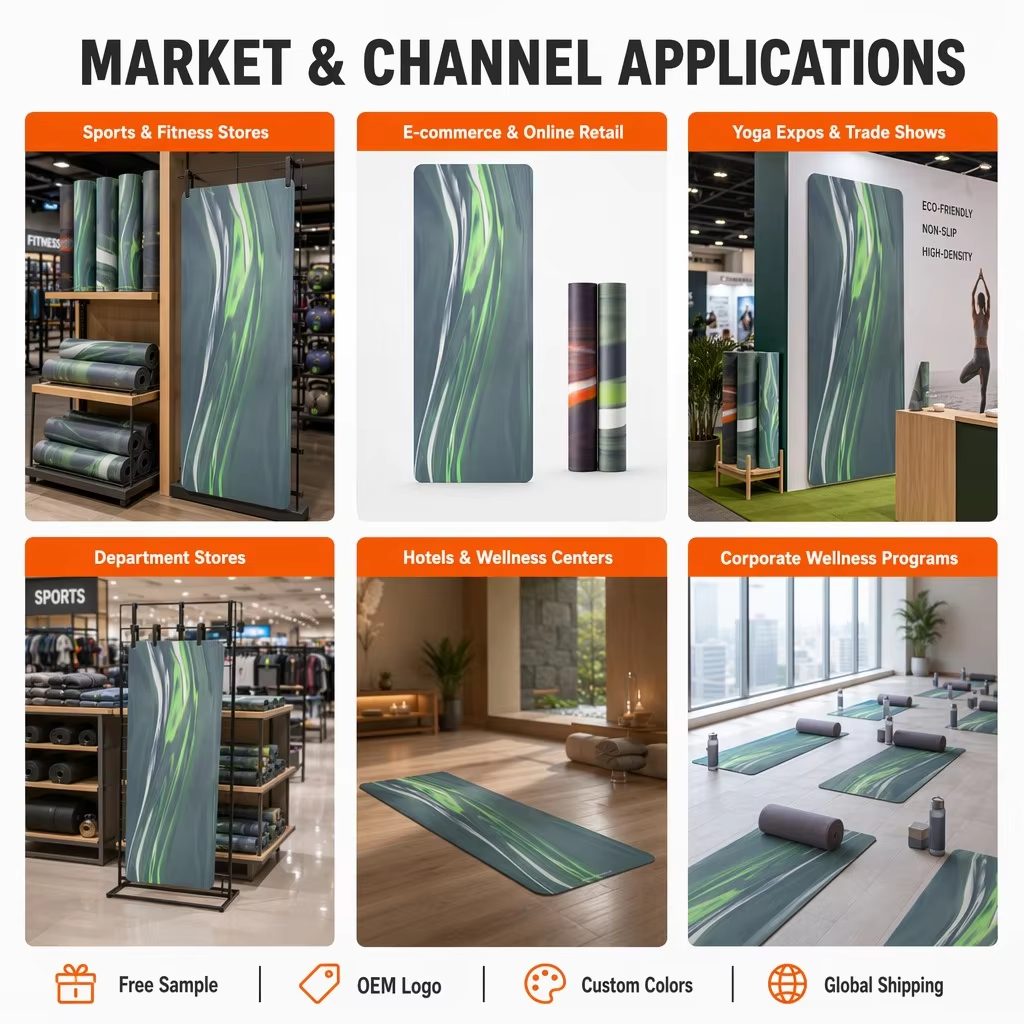 MARKET & CHANNEL APPLICATIONS
Sports & Fitness Stores
E-commerce & Online Retail
Yoga Expos & Trade Shows
FITNESS
ECO-FRIENDLY
NON-SLIP
HIGH-DENSITY
Department Stores
Hotels & Wellness Centers
Corporate Wellness Programs
SPORTS
Free Sample
OEM Logo
Custom Colors
Global Shipping